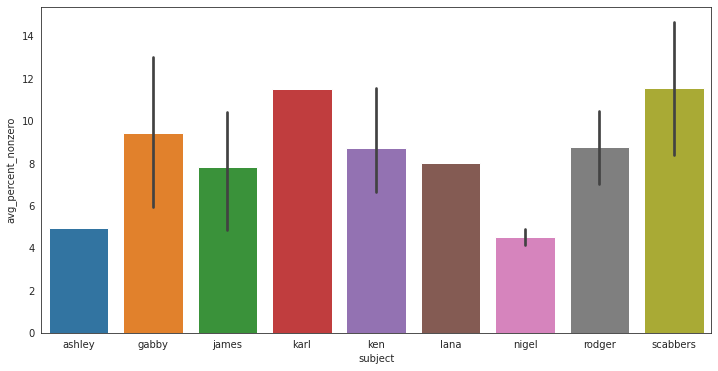 avg_percent_nonzero
14
12
10
8
6
4
2
0
ashley
gabby
james
karl
ken
lana
nigel
rodger
scabbers
subject